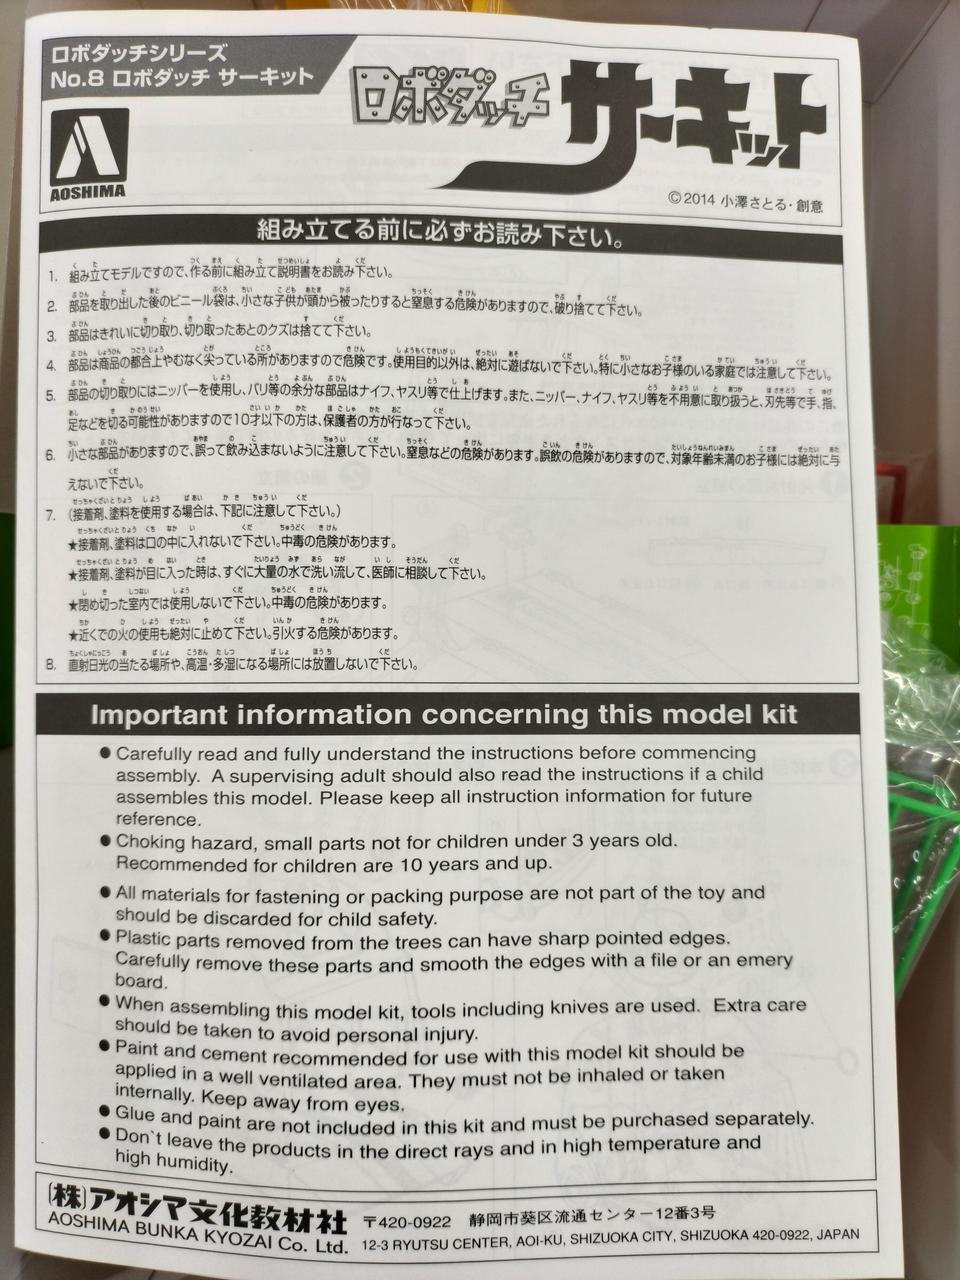 ロボダッチシリーズ
No.8 ロボダッチ サーキット
ロボダッチ サーキット
AOSHIMA
©2014 小澤さとる・創意
組み立てる前に必ずお読み下さい。
1. 組み立てモデルですので、作る前に組み立て説明書をお読み下さい。
2. 部品を取り出した後のビニール袋は、小さな子供が頭から被ったりすると窒息する危険がありますので、破り捨てて下さい。
3. 部品はきれいに切り取り、切り取ったあとのクズは捨てて下さい。
4. 部品は商品の都合上やむなく尖っている所がありますので危険です。使用目的以外は、絶対に遊ばないで下さい。特に小さなお子様のいる家庭では注意して下さい。
5. 部品の切り取りにはニッパーを使用し、バリ等の余分な部品はナイフ、ヤスリ等で仕上げます。また、ニッパー、ナイフ、ヤスリ等を不用意に取り扱うと、刃先等で手、指、
足などを切る可能性がありますので10才以下の方は、保護者の方が行なって下さい。
6. 小さな部品がありますので、誤って飲み込まないように注意して下さい。窒息などの危険があります。誤飲の危険がありますので、対象年齢未満のお子様には絶対に与
えないで下さい。
7. (接着剤、塗料を使用する場合は、下記に注意して下さい。)
★接着剤、塗料は口の中に入れないで下さい。中毒の危険があります。
★接着剤、塗料が目に入った時は、すぐに大量の水で洗い流して、医師に相談して下さい。
★閉め切った室内では使用しないで下さい。中毒の危険があります。
★近くでの火の使用も絶対に止めて下さい。引火する危険があります。
8. 直射日光の当たる場所や、高温・多湿になる場所には放置しないで下さい。
Important information concerning this model kit
● Carefully read and fully understand the instructions before commencing
assembly. A supervising adult should also read the instructions if a child
assembles this model. Please keep all instruction information for future
reference.
● Choking hazard, small parts not for children under 3 years old.
Recommended for children are 10 years and up.
● All materials for fastening or packing purpose are not part of the toy and
should be discarded for child safety.
● Plastic parts removed from the trees can have sharp pointed edges.
Carefully remove these parts and smooth the edges with a file or an emery
board.
● When assembling this model kit, tools including knives are used. Extra care
should be taken to avoid personal injury.
● Paint and cement recommended for use with this model kit should be
applied in a well ventilated area. They must not be inhaled or taken
internally. Keep away from eyes.
● Glue and paint are not included in this kit and must be purchased separately.
● Don`t leave the products in the direct rays and in high temperature and
high humidity.
(株)アオシマ文化教材社 〒420-0922 静岡市葵区流通センター12番3号
AOSHIMA BUNKA KYOZAI Co. Ltd. 12-3 RYUTSU CENTER, AOI-KU, SHIZUOKA CITY, SHIZUOKA 420-0922, JAPAN